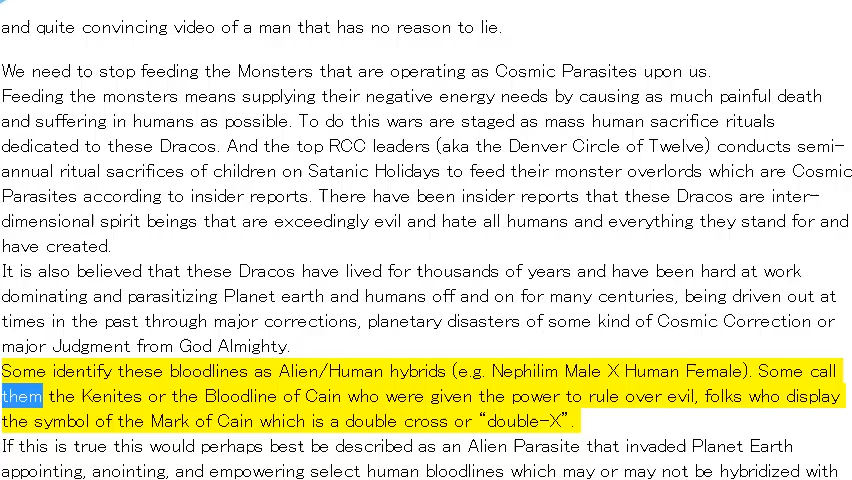 and quite convincing video of a man that has no reason to lie.
We need to stop feeding the Monsters that are operating as Cosmic Parasites upon us.
Feeding the monsters means supplying their negative energy needs by causing as much painful death
and suffering in humans as possible. To do this wars are staged as mass human sacrifice rituals
dedicated to these Dracos. And the top RCC leaders (aka the Denver Circle of Twelve) conducts semi-
annual ritual sacrifices of children on Satanic Holidays to feed their monster overlords which are Cosmic
Parasites according to insider reports. There have been insider reports that these Dracos are inter-
dimensional spirit beings that are exceedingly evil and hate all humans and everything they stand for and
have created.
It is also believed that these Dracos have lived for thousands of years and have been hard at work
dominating and parasitizing Planet earth and humans off and on for many centuries, being driven out at
times in the past through major corrections, planetary disasters of some kind of Cosmic Correction or
major Judgment from God Almighty.
Some identify these bloodlines as Alien/Human hybrids (e.g. Nephilim Male X Human Female). Some call
them the Kenites or the Bloodline of Cain who were given the power to rule over evil, folks who display
the symbol of the Mark of Cain which is a double cross or “double-X”.
If this is true this would perhaps best be described as an Alien Parasite that invaded Planet Earth
appointing, anointing, and empowering select human bloodlines which may or may not be hybridized with